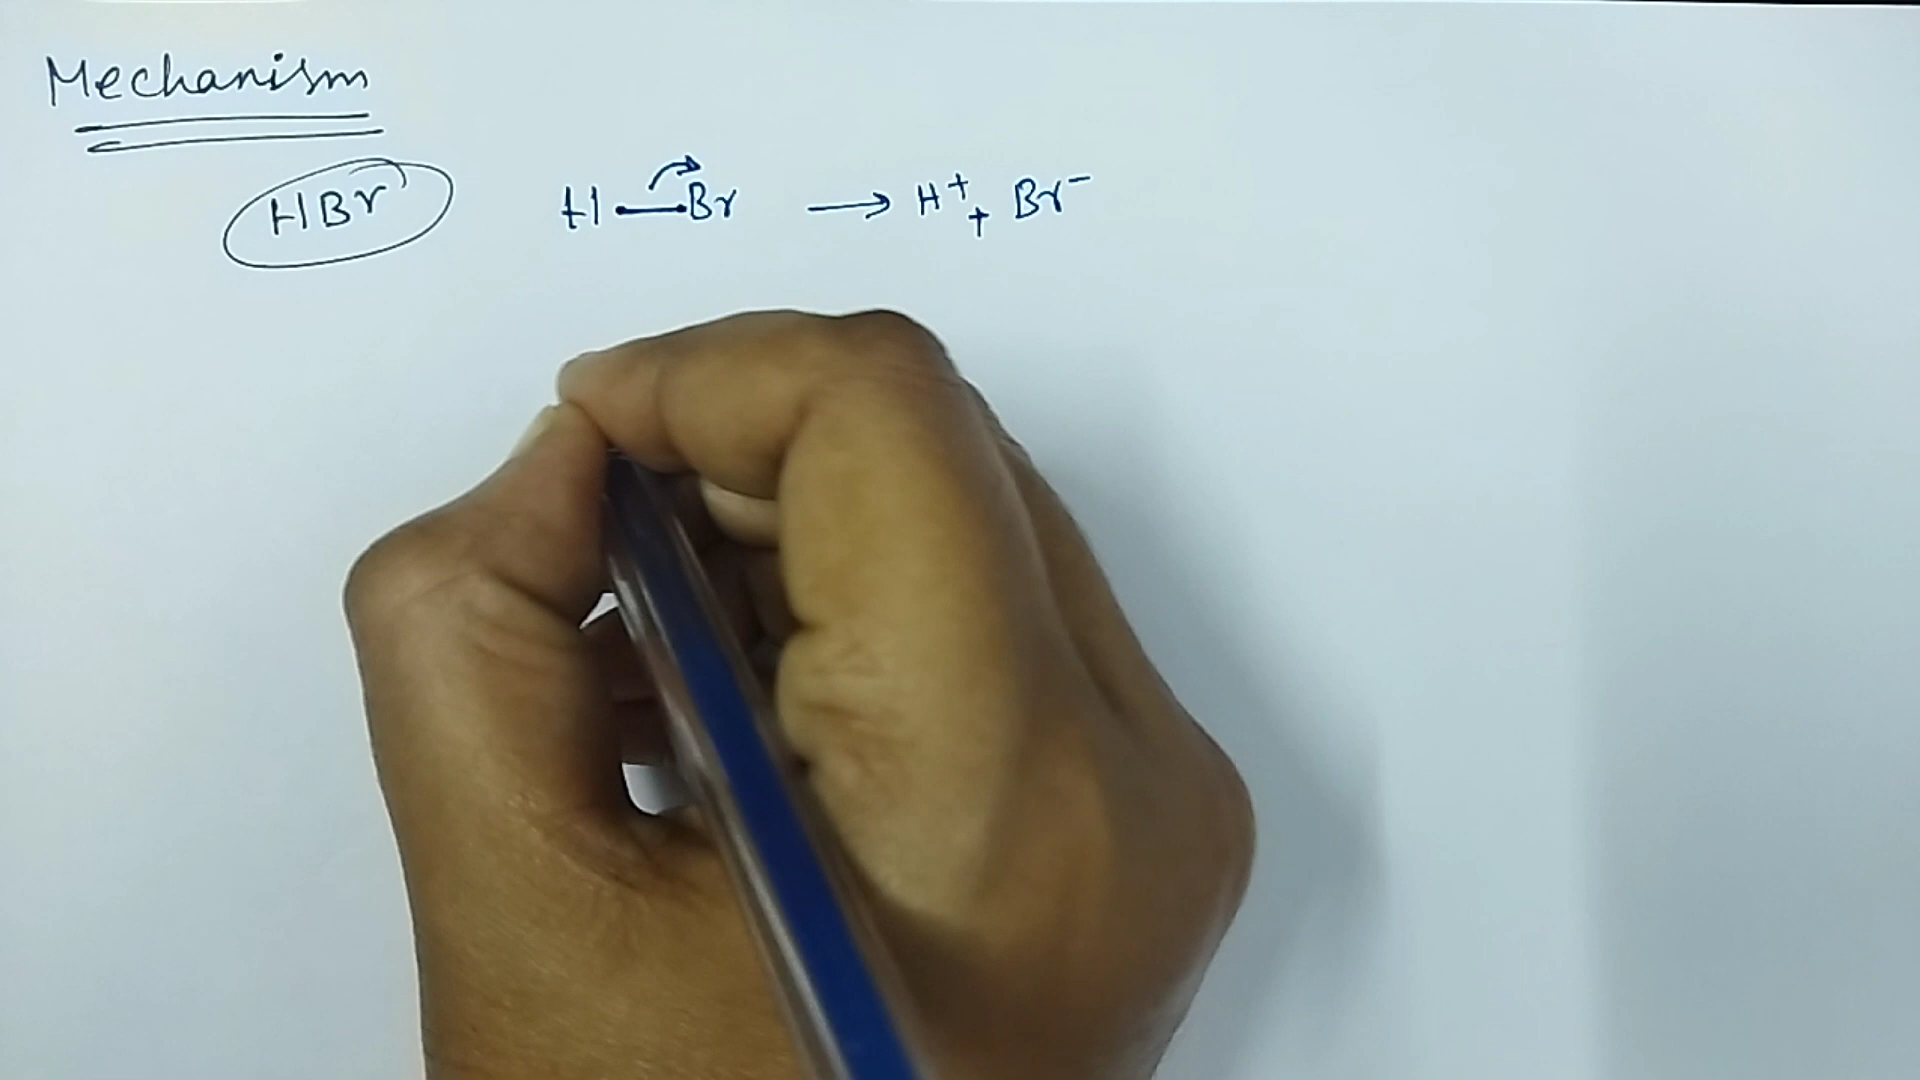 Mechanism
HBr H—Br → H⁺ + Br⁻